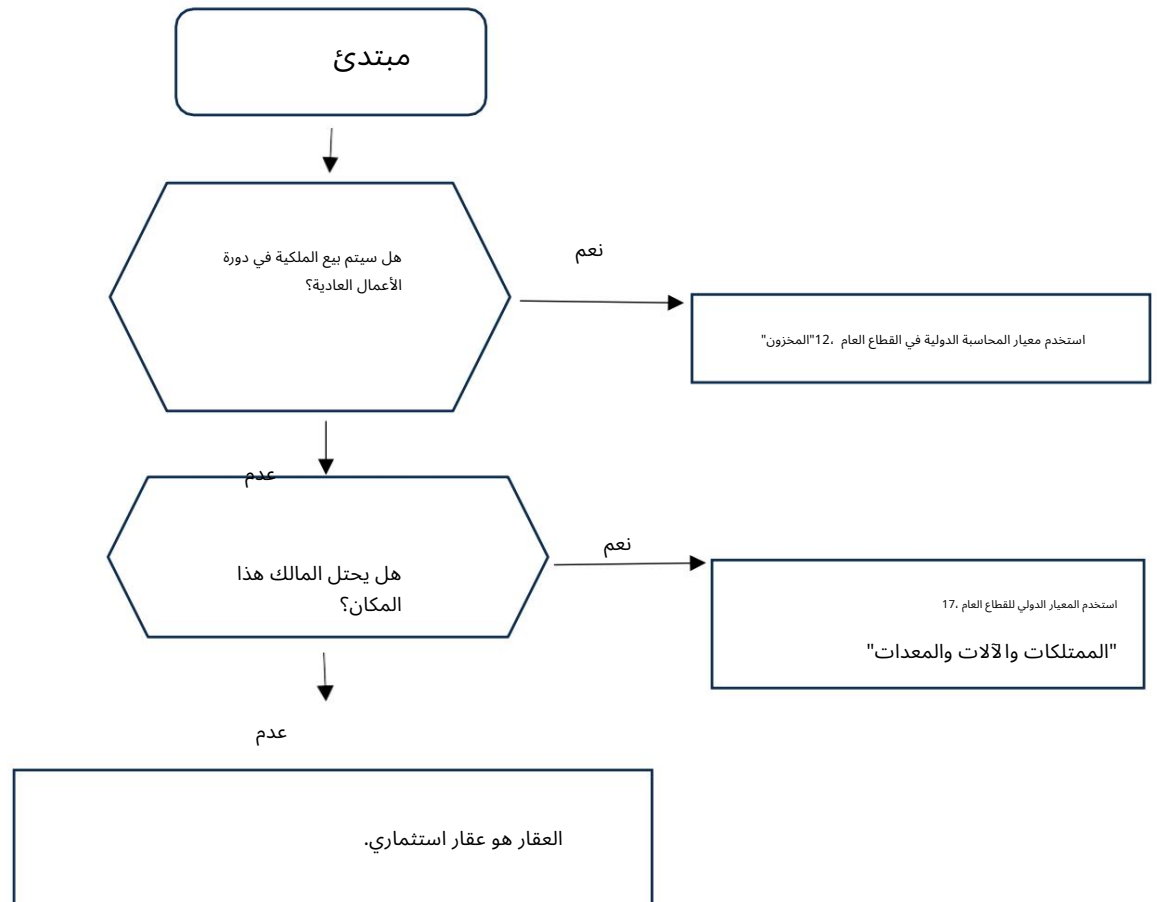 مبتدئ
هل سيتم بيع الملكية في دورة
الأعمال العادية؟
نعم
استخدم معيار المحاسبة الدولية في القطاع العام ،12"المخزون"
عدم
هل يحتل المالك هذا
المكان؟
نعم
استخدم المعيار الدولي للقطاع العام ،17
"الممتلكات والآلات والمعدات"
عدم
العقار هو عقار استثماري.